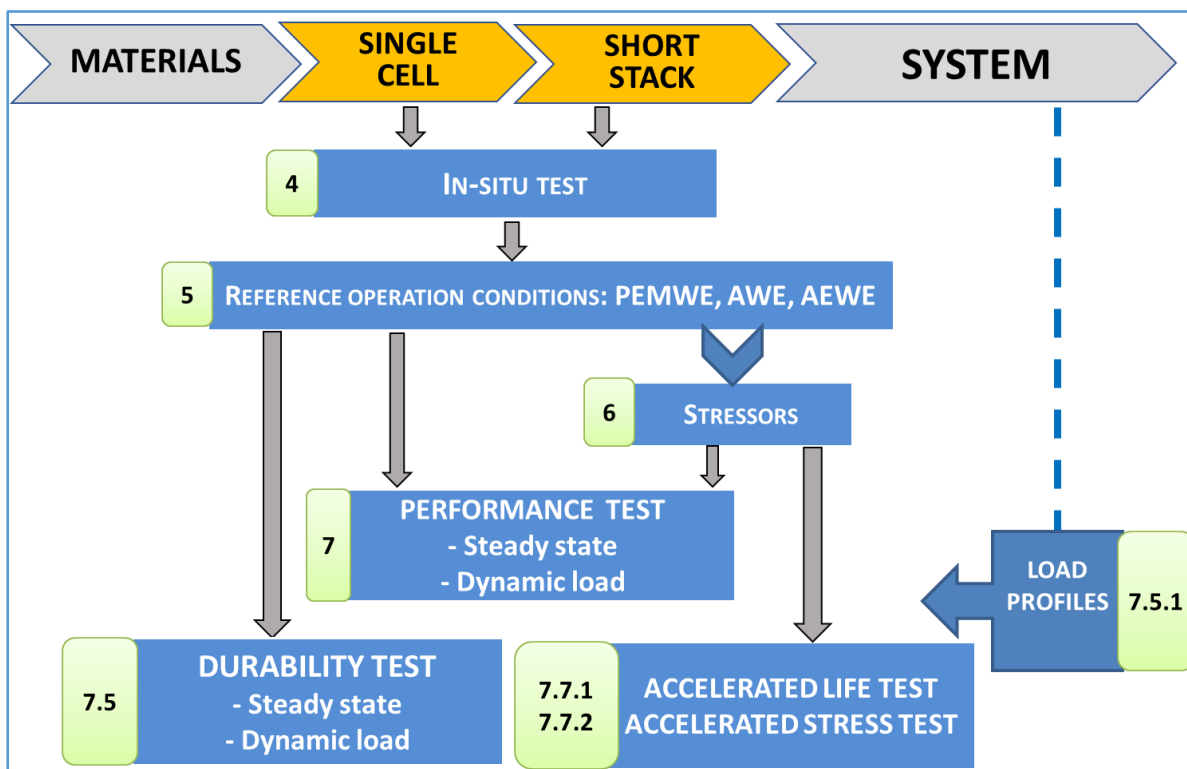 MATERIALS
SINGLE
CELL
SHORT
STACK
SYSTEM
4
IN-SITU TEST
5
REFERENCE OPERATION CONDITIONS: PEMWE, AWE, AEWE
6
STRESSORS
7
PERFORMANCE TEST
- Steady state
- Dynamic load
LOAD
PROFILES
7.5.1
7.5
DURABILITY TEST
- Steady state
- Dynamic load
7.7.1
7.7.2
ACCELERATED LIFE TEST
ACCELERATED STRESS TEST